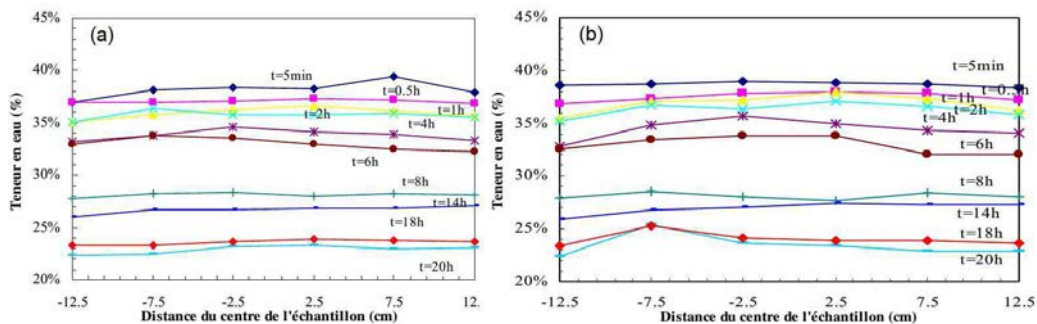 (a)
Teneur en eau (%)
45%
40%
35%
30%
25%
20%
t=5min
t=0.5h
t=1h
t=2h
t=4h
t=6h
t=8h
t=14h
t=18h
t=20h
-12.5 -7.5 -2.5 2.5 7.5 12.
Distance du centre de l'échantillon (cm)
(b)
Teneur en eau (%)
45%
40%
35%
30%
25%
20%
t=5min
t=1h
t=2h
t=4h
t=6h
t=8h
t=14h
t=18h
t=20h
-12.5 -7.5 -2.5 2.5 7.5 12.5
Distance du centre de l'échantillon (cm)